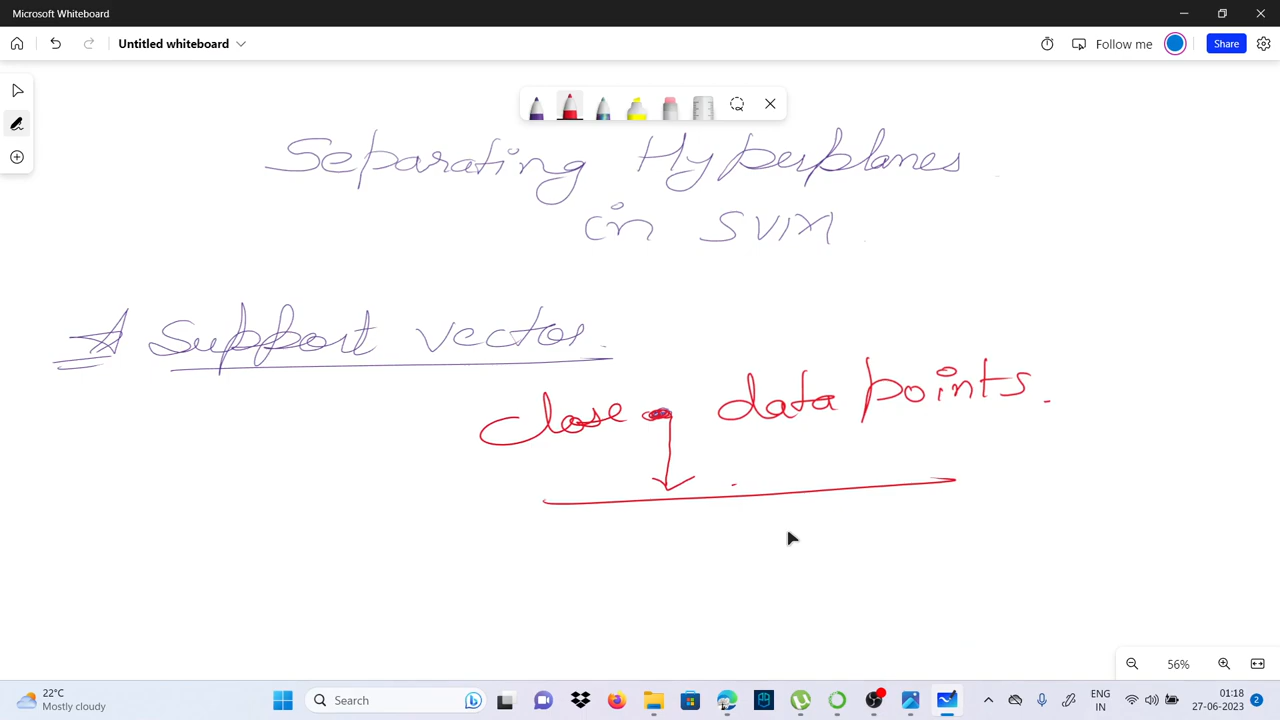 Microsoft Whiteboard
Untitled whiteboard
Follow me
Share
Separating Hyperplanes
in SVM
Support vector.
close data points.
56%
22°C
Mostly cloudy
Search
ENG
IN
01:18
27-06-2023
2